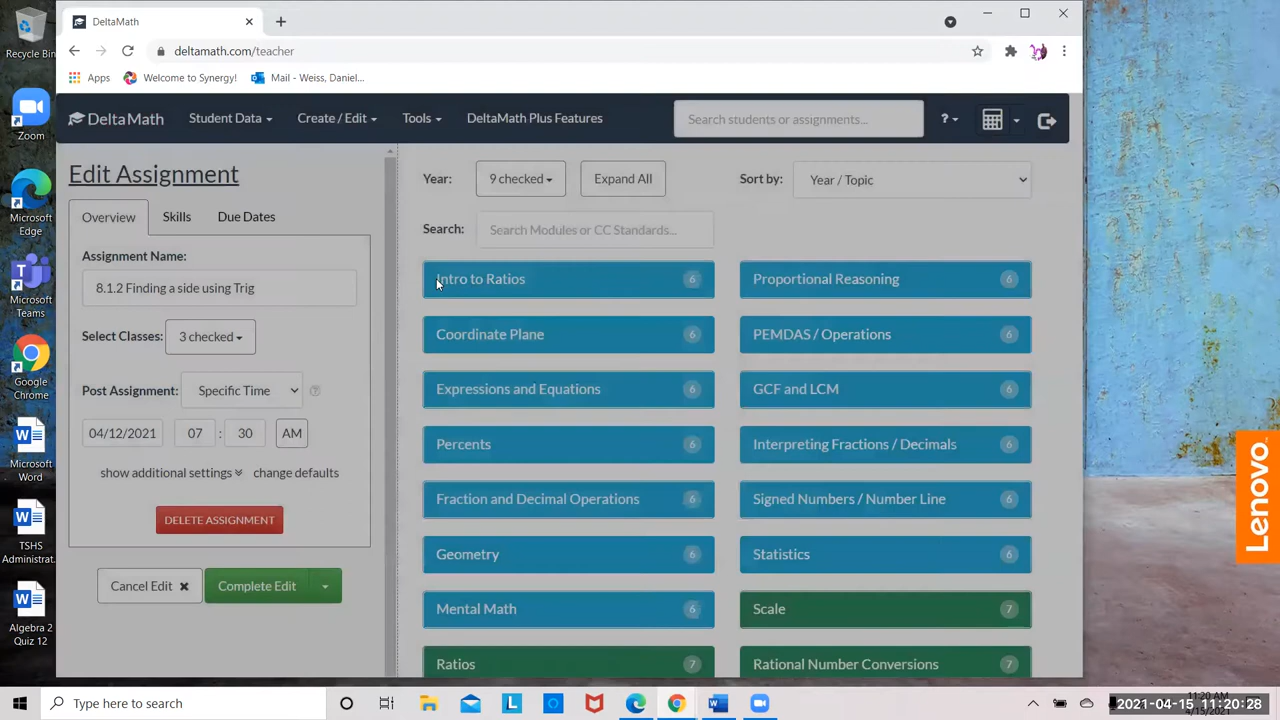 Recycle Bin
Zoom
Microsoft
Edge
Microsoft
Teams
Google
Chrome
Microsoft
Word
TSHS
Administrat...
Algebra 2
Quiz 12
DeltaMath
deltamath.com/teacher
Apps
Welcome to Synergy!
Mail - Weiss, Daniel...
DeltaMath
Student Data
Create / Edit
Tools
DeltaMath Plus Features
Search students or assignments...
?
Edit Assignment
Overview
Skills
Due Dates
Assignment Name:
8.1.2 Finding a side using Trig
Select Classes:
3 checked
Post Assignment:
Specific Time
04/12/2021
07
:
30
AM
show additional settings
change defaults
DELETE ASSIGNMENT
Cancel Edit
Complete Edit
Year:
9 checked
Expand All
Sort by:
Year / Topic
Search:
Search Modules or CC Standards...
Intro to Ratios 6
Proportional Reasoning 6
Coordinate Plane 6
PEMDAS / Operations 6
Expressions and Equations 6
GCF and LCM 6
Percents 6
Interpreting Fractions / Decimals 6
Fraction and Decimal Operations 6
Signed Numbers / Number Line 6
Geometry 6
Statistics 6
Mental Math 6
Scale 7
Ratios 7
Rational Number Conversions 7
Lenovo
Type here to search
11:20 AM
2021-04-15 11:20:28
4/15/2021